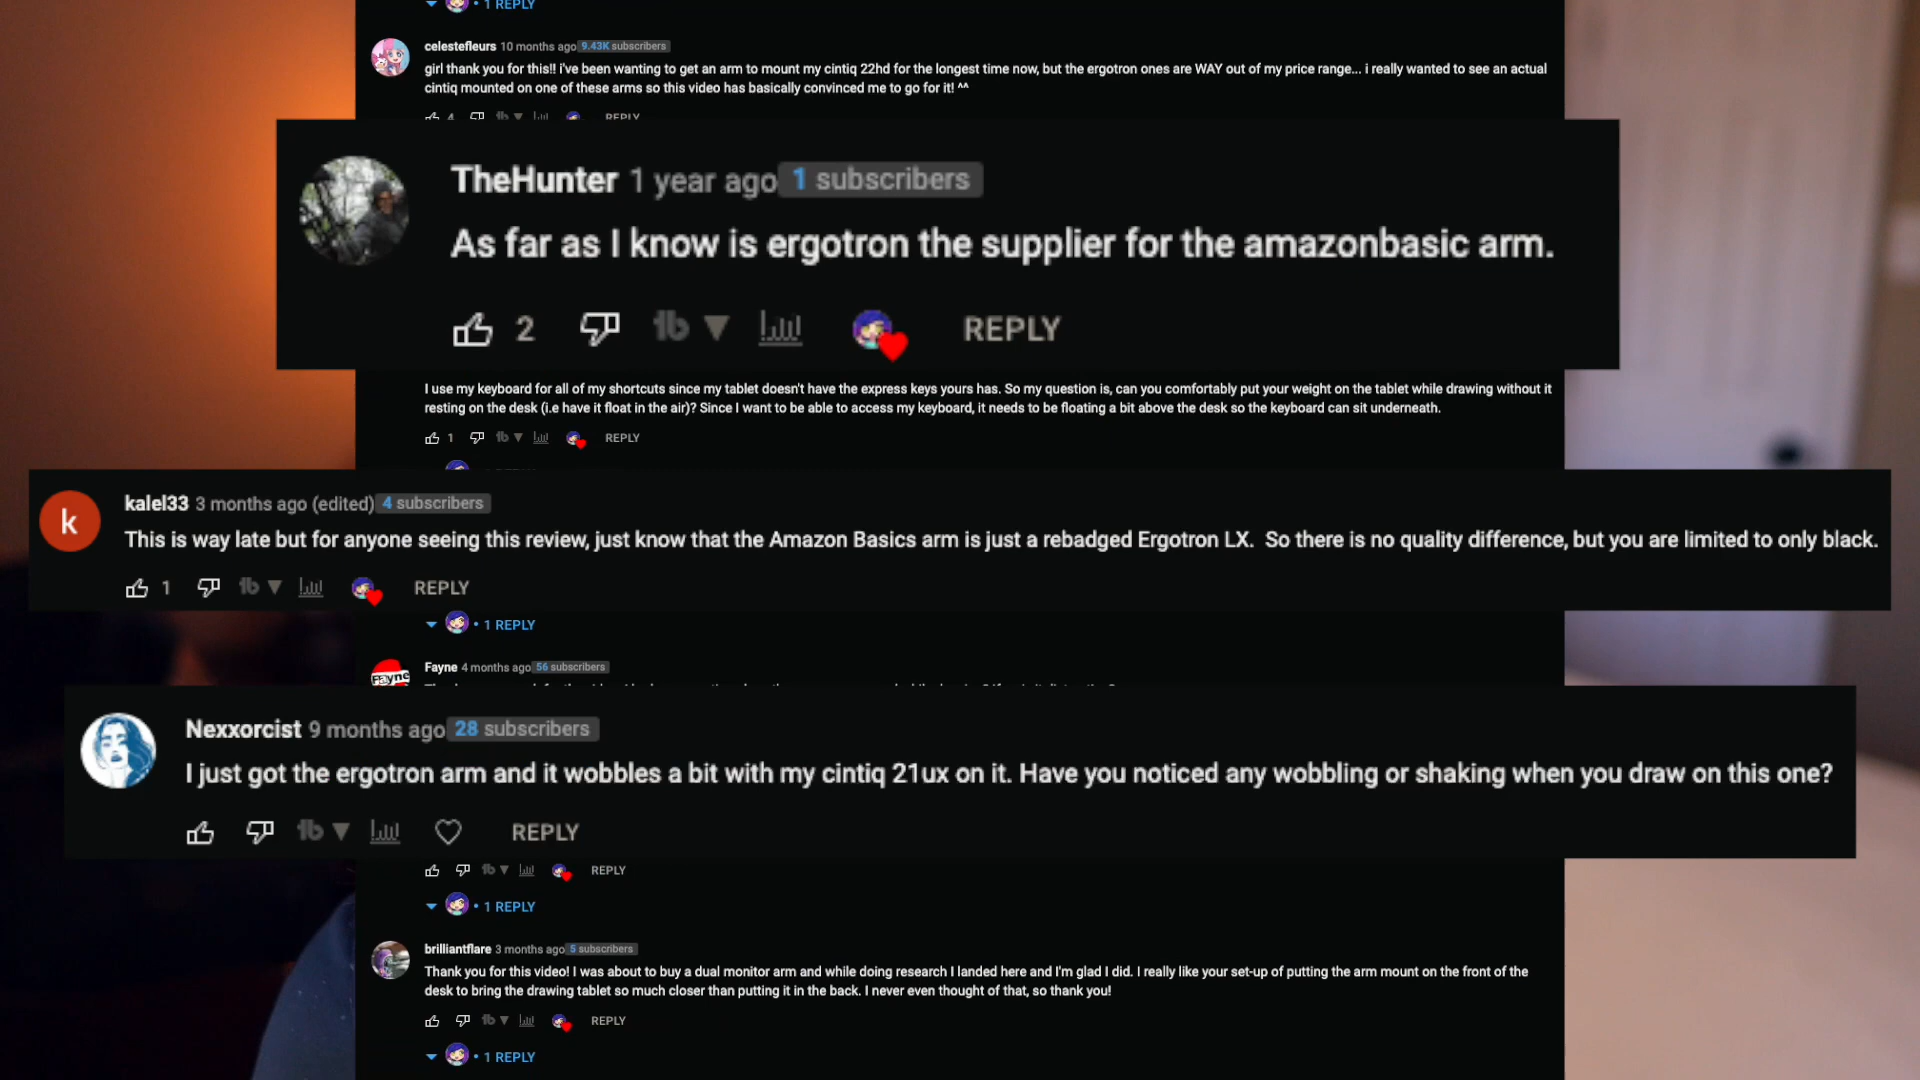 1 REPLY
celestefleurs 10 months ago 9.43K subscribers
girl thank you for this!! i've been wanting to get an arm to mount my cintiq 22hd for the longest time now, but the ergotron ones are WAY out of my price range... i really wanted to see an actual
cintiq mounted on one of these arms so this video has basically convinced me to go for it! ^^
4 REPLY
TheHunter 1 year ago 1 subscribers
As far as I know is ergotron the supplier for the amazonbasic arm.
2 REPLY
I use my keyboard for all of my shortcuts since my tablet doesn't have the express keys yours has. So my question is, can you comfortably put your weight on the tablet while drawing without it
resting on the desk (i.e have it float in the air)? Since I want to be able to access my keyboard, it needs to be floating a bit above the desk so the keyboard can sit underneath.
1 REPLY
k
kalel33 3 months ago (edited) 4 subscribers
This is way late but for anyone seeing this review, just know that the Amazon Basics arm is just a rebadged Ergotron LX. So there is no quality difference, but you are limited to only black.
1 REPLY
1 REPLY
Fayne
Fayne 4 months ago 56 subscribers
Nexxorcist 9 months ago 28 subscribers
I just got the ergotron arm and it wobbles a bit with my cintiq 21ux on it. Have you noticed any wobbling or shaking when you draw on this one?
REPLY
REPLY
1 REPLY
brilliantflare 3 months ago 5 subscribers
Thank you for this video! I was about to buy a dual monitor arm and while doing research I landed here and I'm glad I did. I really like your set-up of putting the arm mount on the front of the
desk to bring the drawing tablet so much closer than putting it in the back. I never even thought of that, so thank you!
REPLY
1 REPLY